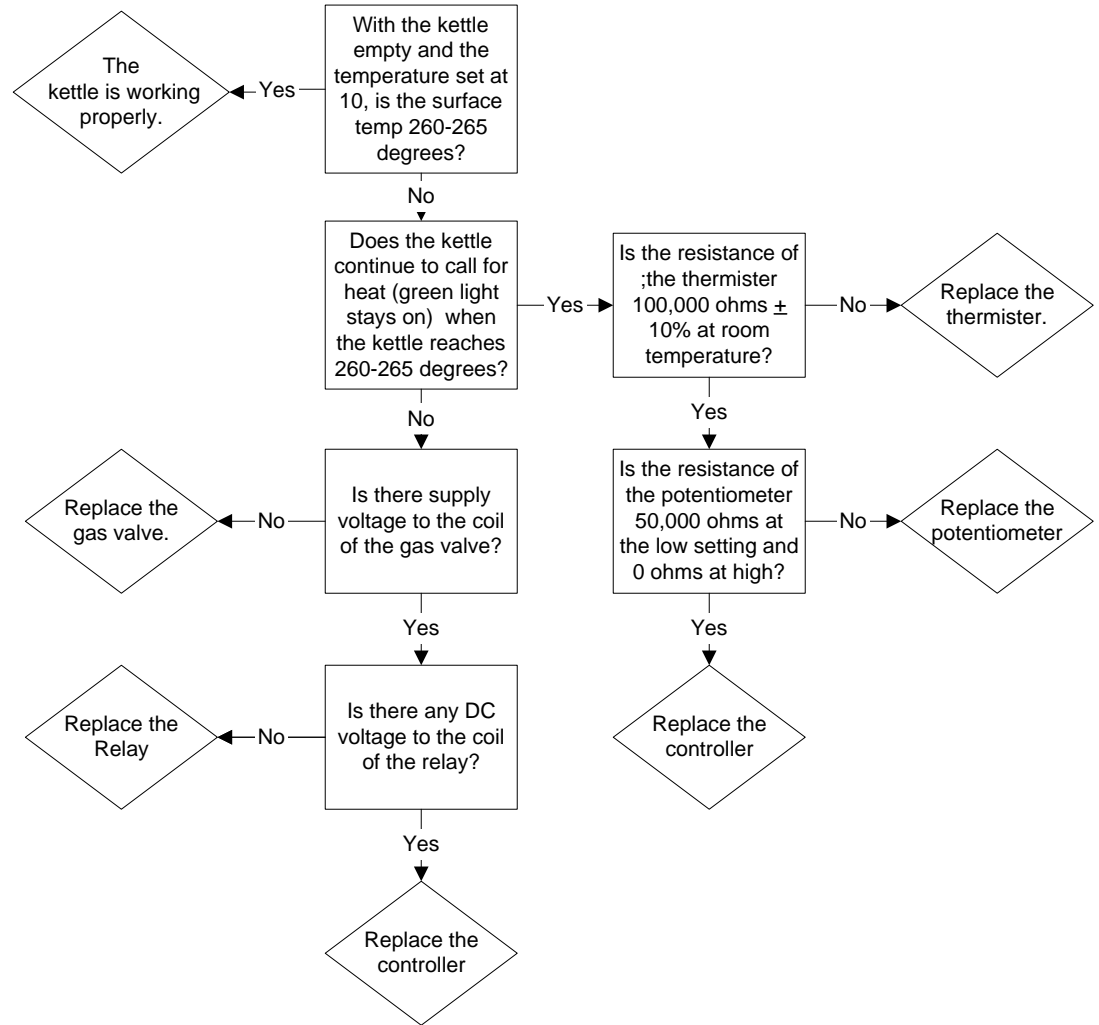 With the kettle
empty and the
temperature set at
10, is the surface
temp 260-265
degrees?
Yes
The
kettle is working
properly.
No
Does the kettle
continue to call for
heat (green light
stays on) when
the kettle reaches
260-265 degrees?
Yes
Is the resistance of
;the thermister
100,000 ohms ±
10% at room
temperature?
No
Replace the
thermister.
No
Yes
Is there supply
voltage to the coil
of the gas valve?
No
Replace the
gas valve.
Is the resistance of
the potentiometer
50,000 ohms at
the low setting and
0 ohms at high?
No
Replace the
potentiometer
Yes
Yes
Is there any DC
voltage to the coil
of the relay?
No
Replace the
Relay
Replace the
controller
Yes
Replace the
controller